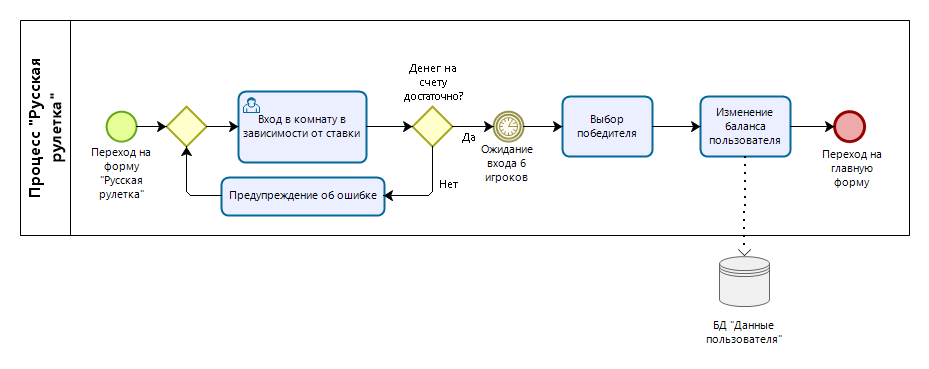 Процесс "Русская
рулетка"
Переход на
форму
"Русская
рулетка"
Вход в комнату в
зависимости от ставки
Предупреждение об ошибке
Денег на
счету
достаточно?
Да
Нет
Ожидание
входа 6
игроков
Выбор
победителя
Изменение
баланса
пользователя
Переход на
главную
форму
БД "Данные
пользователя"